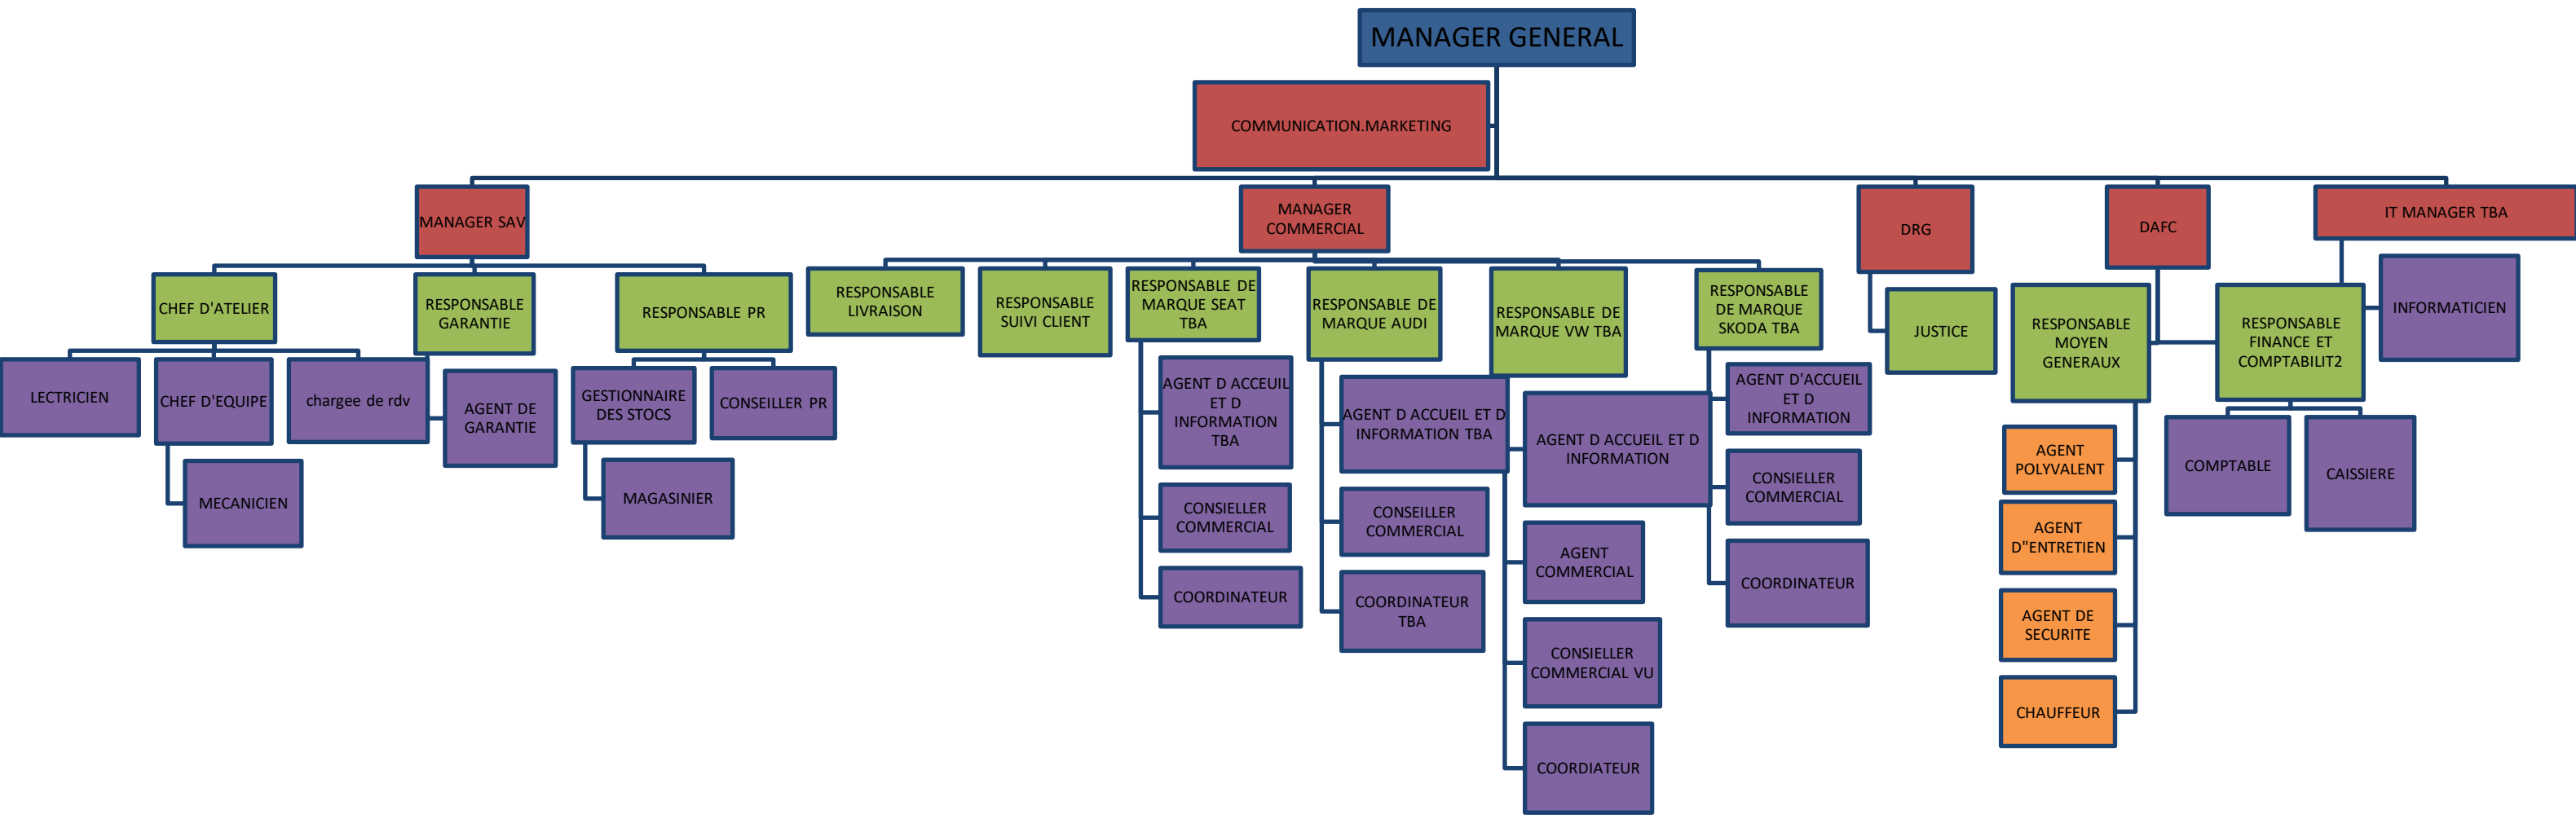 MANAGER GENERAL
COMMUNICATION.MARKETING
MANAGER SAV
MANAGER
COMMERCIAL
DRG
DAFC
IT MANAGER TBA
CHEF D'ATELIER
RESPONSABLE
GARANTIE
RESPONSABLE PR
RESPONSABLE
LIVRAISON
RESPONSABLE
SUIVI CLIENT
RESPONSABLE DE
MARQUE SEAT
TBA
RESPONSABLE DE
MARQUE AUDI
RESPONSABLE DE
MARQUE VW TBA
RESPONSABLE
DE MARQUE
SKODA TBA
JUSTICE
RESPONSABLE
MOYEN
GENERAUX
RESPONSABLE
FINANCE ET
COMPTABILIT2
INFORMATICIEN
LECTRICIEN
CHEF D'EQUIPE
chargee de rdv
AGENT DE
GARANTIE
GESTIONNAIRE
DES STOCS
CONSEILLER PR
MECANICIEN
MAGASINIER
AGENT D ACCEUIL
ET D
INFORMATION
TBA
CONSIELLER
COMMERCIAL
COORDINATEUR
AGENT D ACCUEIL ET D
INFORMATION TBA
CONSEILLER
COMMERCIAL
COORDINATEUR
TBA
AGENT D ACCUEIL ET D
INFORMATION
AGENT
COMMERCIAL
CONSIELLER
COMMERCIAL VU
COORDIATEUR
AGENT D'ACCUEIL
ET D
INFORMATION
CONSIELLER
COMMERCIAL
COORDINATEUR
AGENT
POLYVALENT
AGENT
D"ENTRETIEN
AGENT DE
SECURITE
CHAUFFEUR
COMPTABLE
CAISSIERE